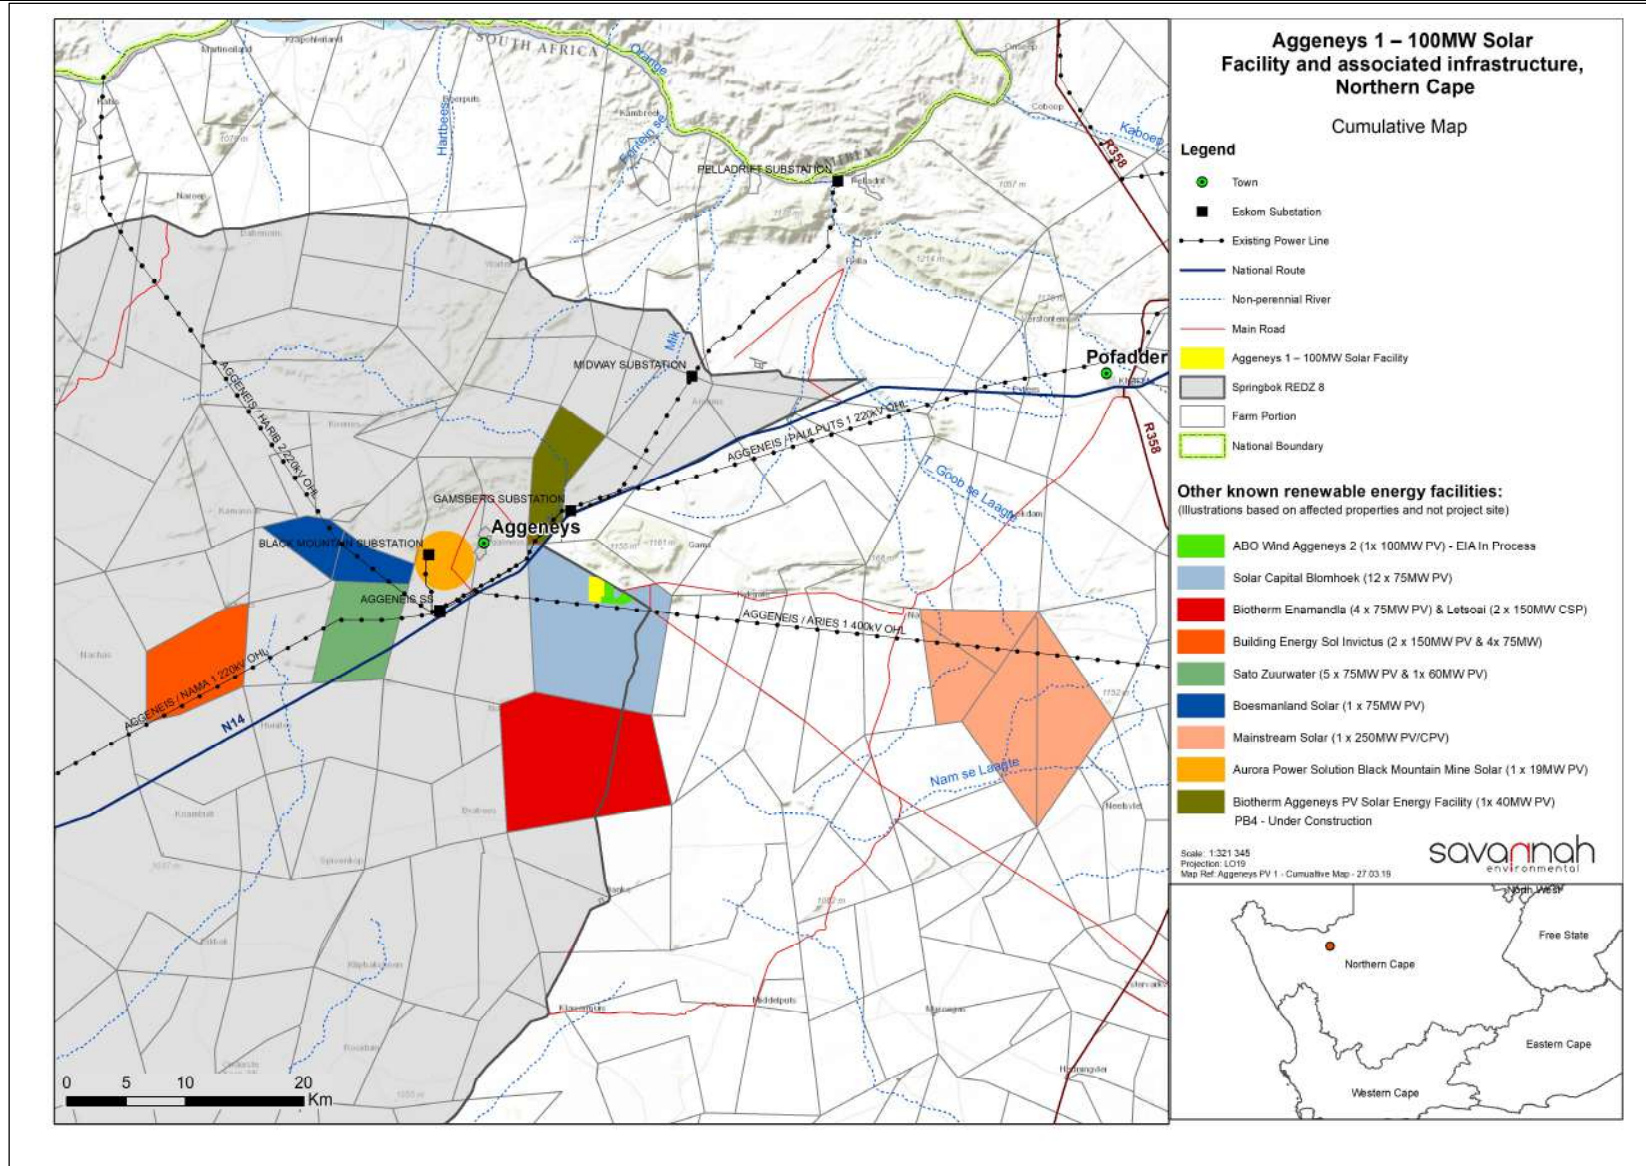 Aggeneys 1 – 100MW Solar
Facility and associated infrastructure,
Northern Cape
Cumulative Map
Legend
Town
Eskom Substation
Existing Power Line
National Route
Non-perennial River
Main Road
Aggeneys 1 – 100MW Solar Facility
Springbok REDZ 8
Farm Portion
National Boundary
Other known renewable energy facilities:
(Illustrations based on affected properties and not project site)
ABO Wind Aggeneys 2 (1x 100MW PV) - EIA In Process
Solar Capital Blomhoek (12 x 75MW PV)
Biotherm Enamandla (4 x 75MW PV) & Letsoai (2 x 150MW CSP)
Building Energy Sol Invictus (2 x 150MW PV & 4x 75MW)
Sato Zuurwater (5 x 75MW PV & 1x 60MW PV)
Boesmanland Solar (1 x 75MW PV)
Mainstream Solar (1 x 250MW PV/CPV)
Aurora Power Solution Black Mountain Mine Solar (1 x 19MW PV)
Biotherm Aggeneys PV Solar Energy Facility (1x 40MW PV)
PB4 - Under Construction
Scale: 1:321 345
Projection: LO19
Map Ref: Aggeneys PV 1 - Cumualtive Map - 27.03.19
savannah
environmental
North West
Free State
Northern Cape
Eastern Cape
Western Cape
SOUTH AFRICA
Orange
Hartbees
Kaboep
Coboop
R358
PELLADRIFT SUBSTATION
Pella
Mik
MIDWAY SUBSTATION
Pofadder
AGGENEIS / HARIB 2 220kV OHL
AGGENEIS / PAULPUTS 1 220kV OHL
R358
T_Goob se Laagte
GAMSBERG SUBSTATION
Aggeneys
BLACK MOUNTAIN SUBSTATION
AGGENEIS SS
AGGENEIS / ARIES 1 400kV OHL
AGGENEIS / NAMA 1 220kV OHL
N14
Nam se Laagte
Middelputs
0 5 10 20
Km